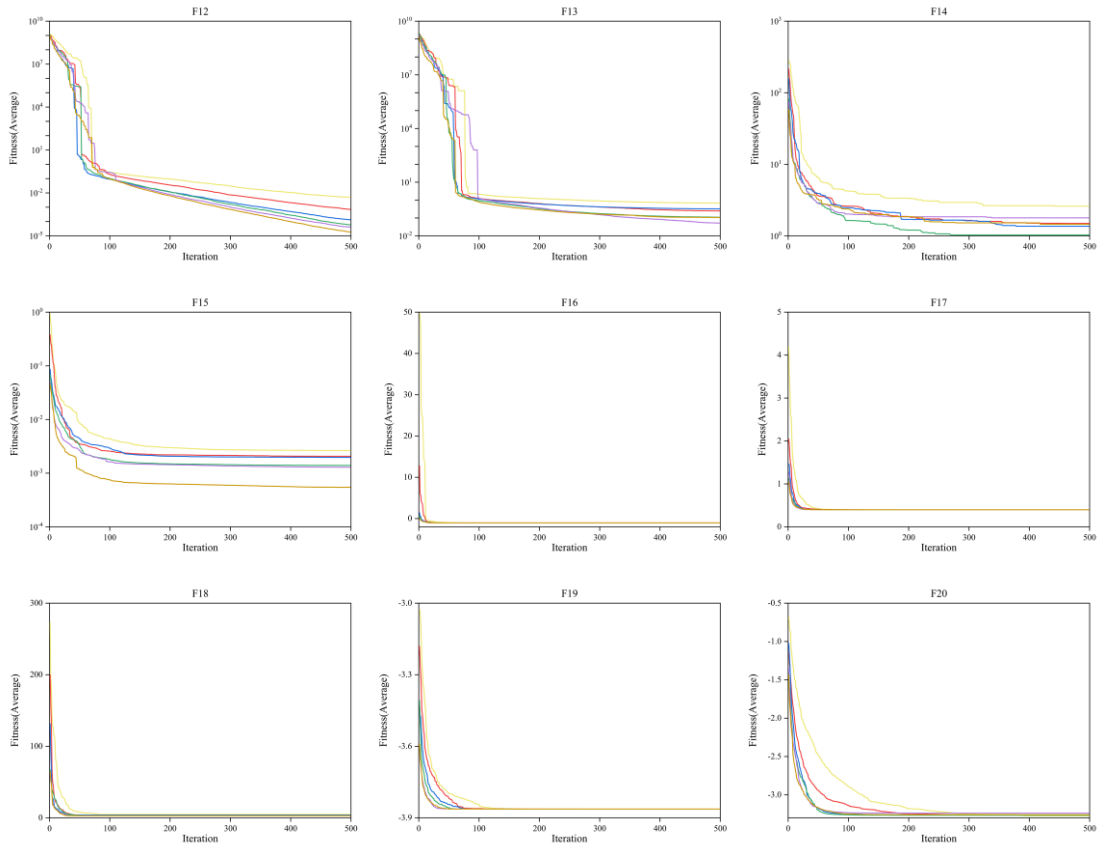 F12
Fitness(Average)
10^10
10^7
10^4
10^1
10^-2
10^-5
0 100 200 300 400 500
Iteration
F13
Fitness(Average)
10^10
10^7
10^4
10^1
10^-2
0 100 200 300 400 500
Iteration
F14
Fitness(Average)
10^3
10^2
10^1
10^0
0 100 200 300 400 500
Iteration
F15
Fitness(Average)
10^0
10^-1
10^-2
10^-3
10^-4
0 100 200 300 400 500
Iteration
F16
Fitness(Average)
50
40
30
20
10
0
0 100 200 300 400 500
Iteration
F17
Fitness(Average)
5
4
3
2
1
0
0 100 200 300 400 500
Iteration
F18
Fitness(Average)
300
200
100
0
0 100 200 300 400 500
Iteration
F19
Fitness(Average)
-3.0
-3.3
-3.6
-3.9
0 100 200 300 400 500
Iteration
F20
Fitness(Average)
-0.5
-1.0
-1.5
-2.0
-2.5
-3.0
0 100 200 300 400 500
Iteration